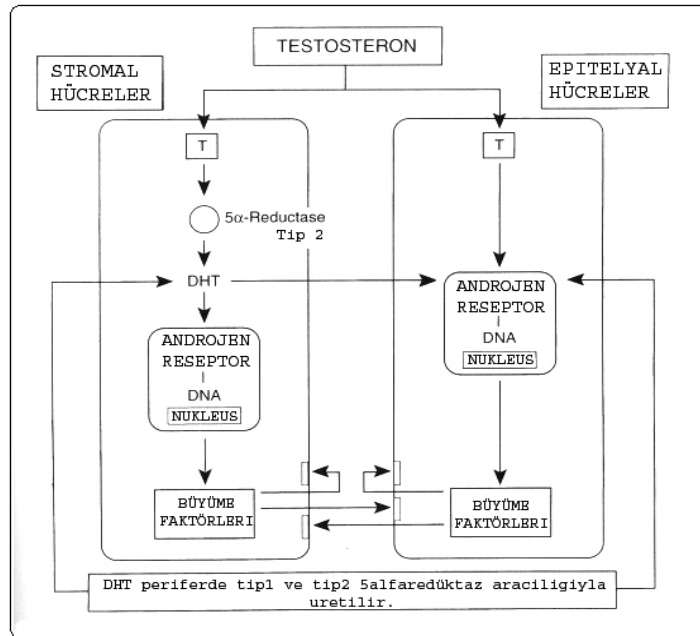 TESTOSTERON
STROMAL
HÜCRELER
EPITELYAL
HÜCRELER
T
T
5α-Reductase
Tip 2
DHT
ANDROJEN
RESEPTOR
DNA
NUKLEUS
ANDROJEN
RESEPTOR
DNA
NUKLEUS
BÜYÜME
FAKTÖRLERI
BÜYÜME
FAKTÖRLERI
DHT periferde tip1 ve tip2 5alfaredüktaz araciligiyla
uretilir.